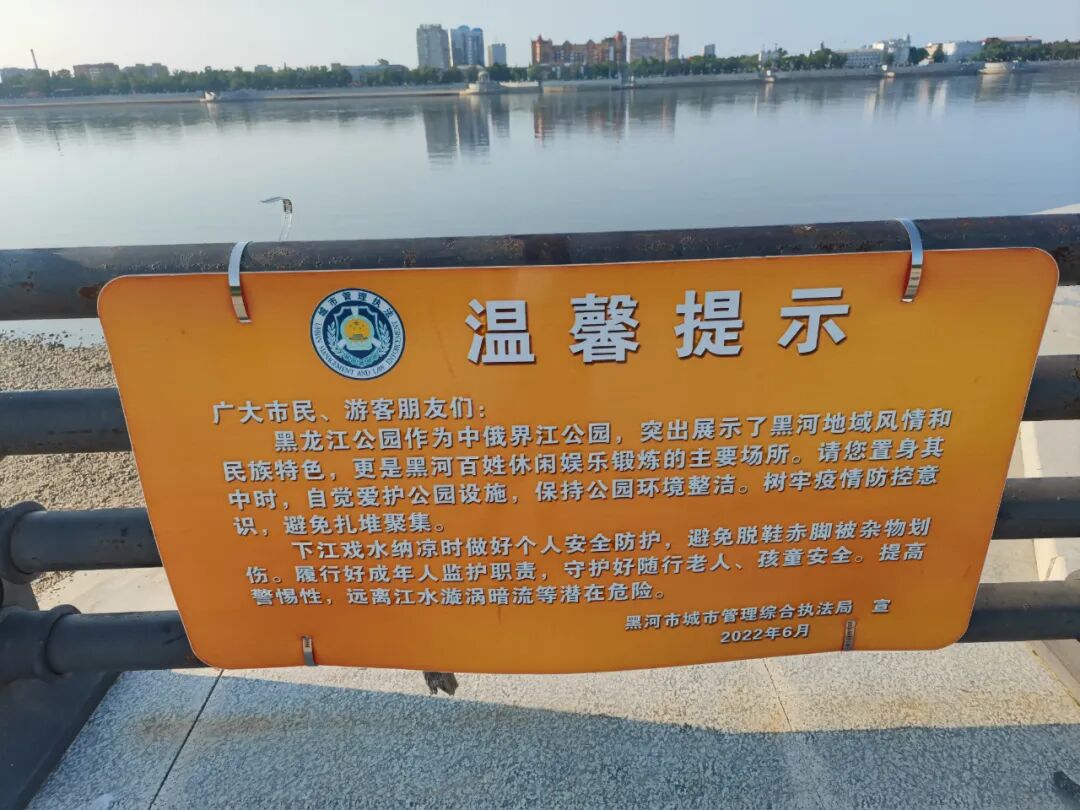 城市管理执法
URBAN MANAGEMENT AND LAW ENFORCEMENT
温馨提示
广大市民、游客朋友们：
黑龙江公园作为中俄界江公园，突出展示了黑河地域风情和
民族特色，更是黑河百姓休闲娱乐锻炼的主要场所。请您置身其
中时，自觉爱护公园设施，保持公园环境整洁。树牢疫情防控意
识，避免扎堆聚集。
下江戏水纳凉时做好个人安全防护，避免脱鞋赤脚被杂物划
伤。履行好成年人监护职责，守护好随行老人、孩童安全。提高
警惕性，远离江水漩涡暗流等潜在危险。
黑河市城市管理综合执法局 宣
2022年6月